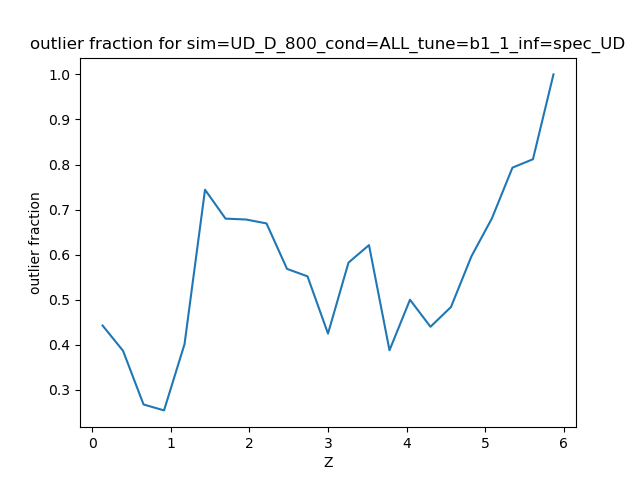 outlier fraction for sim=UD_D_800_cond=ALL_tune=b1_1_inf=spec_UD
1.0
0.9
0.8
0.7
0.6
0.5
0.4
0.3
outlier fraction
0 1 2 3 4 5 6
Z